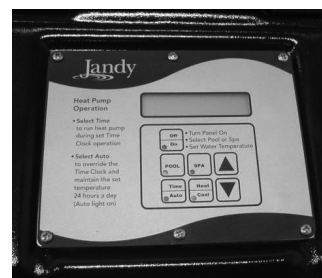 Jandy
Heat Pump
Operation
• Select Time
to run heat pump
during set Time
Clock operation
• Select Auto
to override the
Time Clock and
maintain the set
temperature
24 hours a day
(Auto light on)
Off
On
• Turn Panel On
• Select Pool or Spa
• Set Water Temperature
POOL
SPA
Time
Auto
Heat
Cool